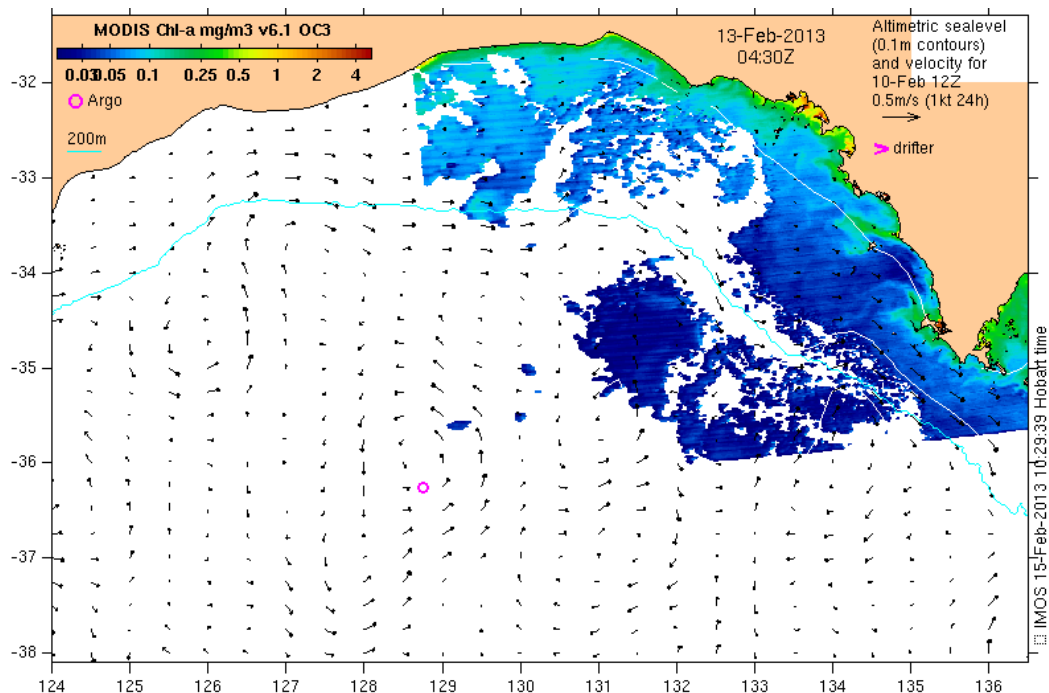 MODIS Chl-a mg/m3 v6.1 OC3
0.03 0.05 0.1 0.25 0.5 1 2 4
Argo
200m
13-Feb-2013
04:30Z
Altimetric sealevel
(0.1m contours)
and velocity for
10-Feb 12Z
0.5m/s (1kt 24h)
drifter
-32
-33
-34
-35
-36
-37
-38
124 125 126 127 128 129 130 131 132 133 134 135 136
IMOS 15-Feb-2013 10:29:39 Hobart time